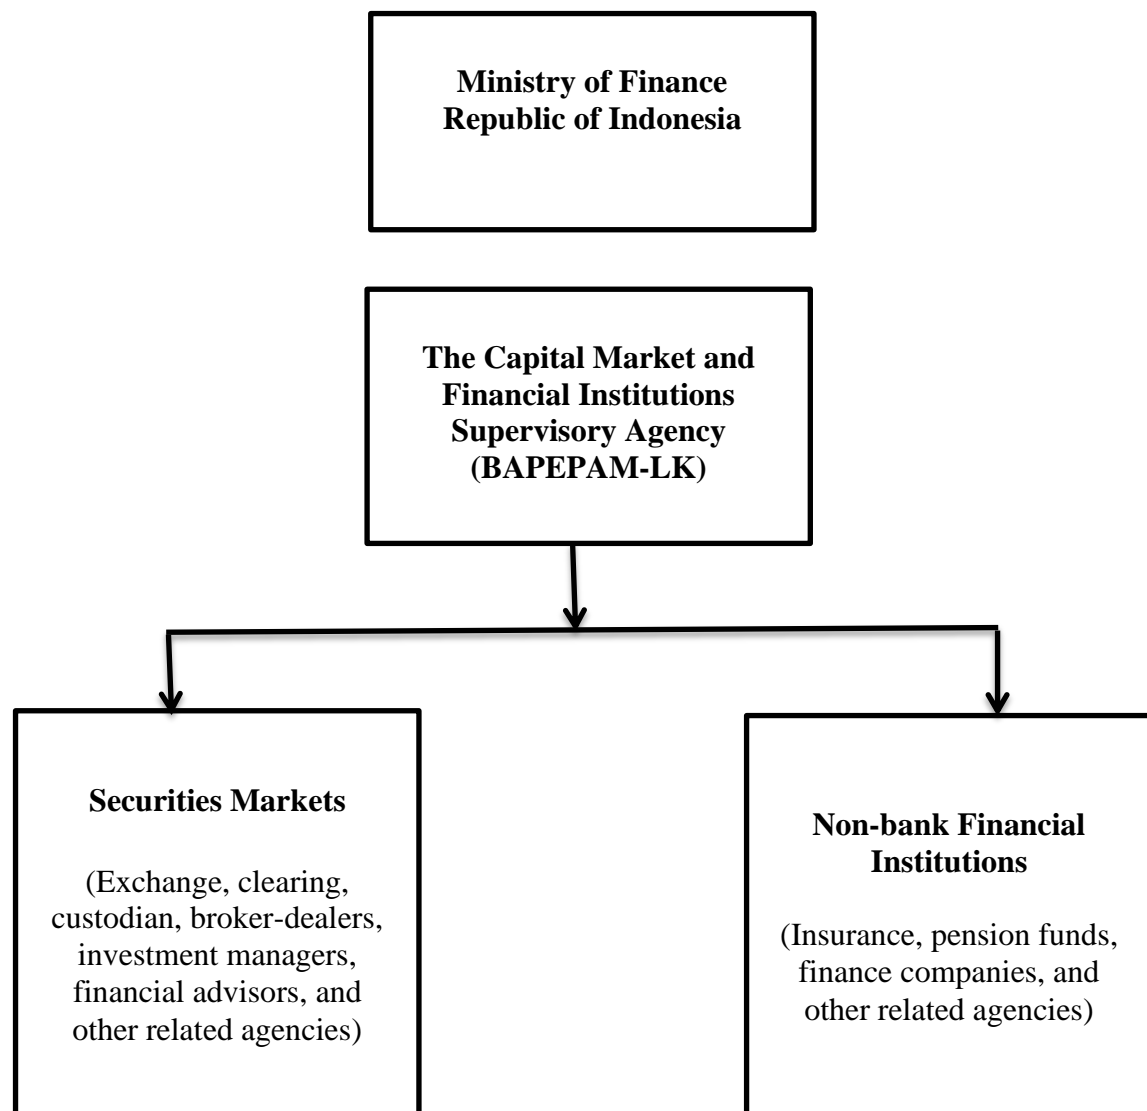 Ministry of Finance
Republic of Indonesia
The Capital Market and
Financial Institutions
Supervisory Agency
(BAPEPAM-LK)
Securities Markets
(Exchange, clearing,
custodian, broker-dealers,
investment managers,
financial advisors, and
other related agencies)
Non-bank Financial
Institutions
(Insurance, pension funds,
finance companies, and
other related agencies)